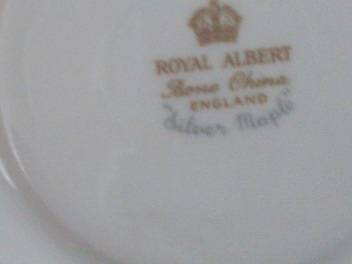 ROYAL ALBERT
Bone China
ENGLAND
"Silver Maple"